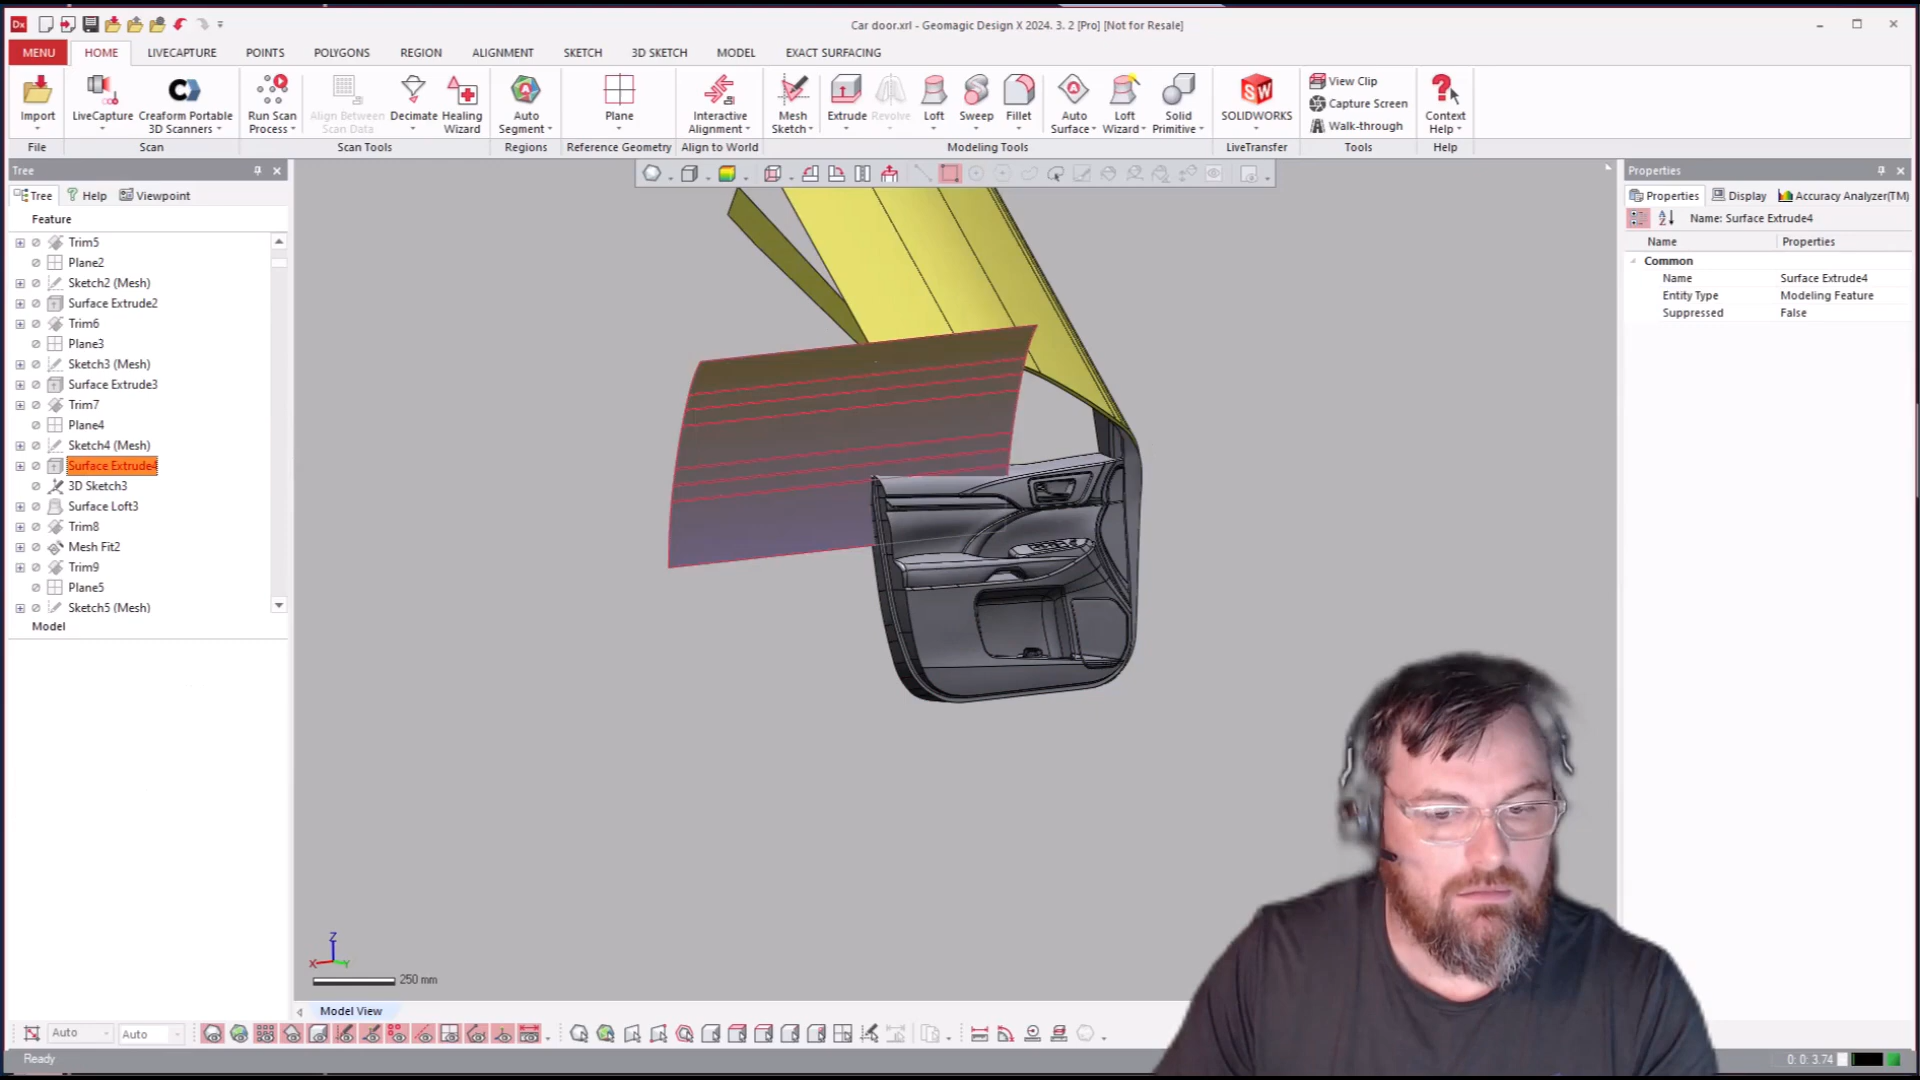 Car door.xrl - Geomagic Design X 2024. 3. 2 [Pro] [Not for Resale]
MENU HOME LIVECAPTURE POINTS POLYGONS REGION ALIGNMENT SKETCH 3D SKETCH MODEL EXACT SURFACING
Import LiveCapture Creaform Portable 3D Scanners Run Scan Process Align Between Scan Data Decimate Healing Wizard Auto Segment Plane Interactive Alignment Mesh Sketch Extrude Revolve Loft Sweep Fillet Auto Surface Loft Wizard Solid Primitive SOLIDWORKS View Clip Capture Screen Walk-through Context Help
File Scan Scan Tools Regions Reference Geometry Align to World Modeling Tools LiveTransfer Tools Help
Tree
Tree Help Viewpoint
Feature
Trim5
Plane2
Sketch2 (Mesh)
Surface Extrude2
Trim6
Plane3
Sketch3 (Mesh)
Surface Extrude3
Trim7
Plane4
Sketch4 (Mesh)
Surface Extrude4
3D Sketch3
Surface Loft3
Trim8
Mesh Fit2
Trim9
Plane5
Sketch5 (Mesh)
Model
Properties
Properties Display Accuracy Analyzer(TM)
Name: Surface Extrude4
Name Properties
Common
Name Surface Extrude4
Entity Type Modeling Feature
Suppressed False
Z
X Y
250 mm
Model View
Auto Auto
Ready 0: 0: 3.74